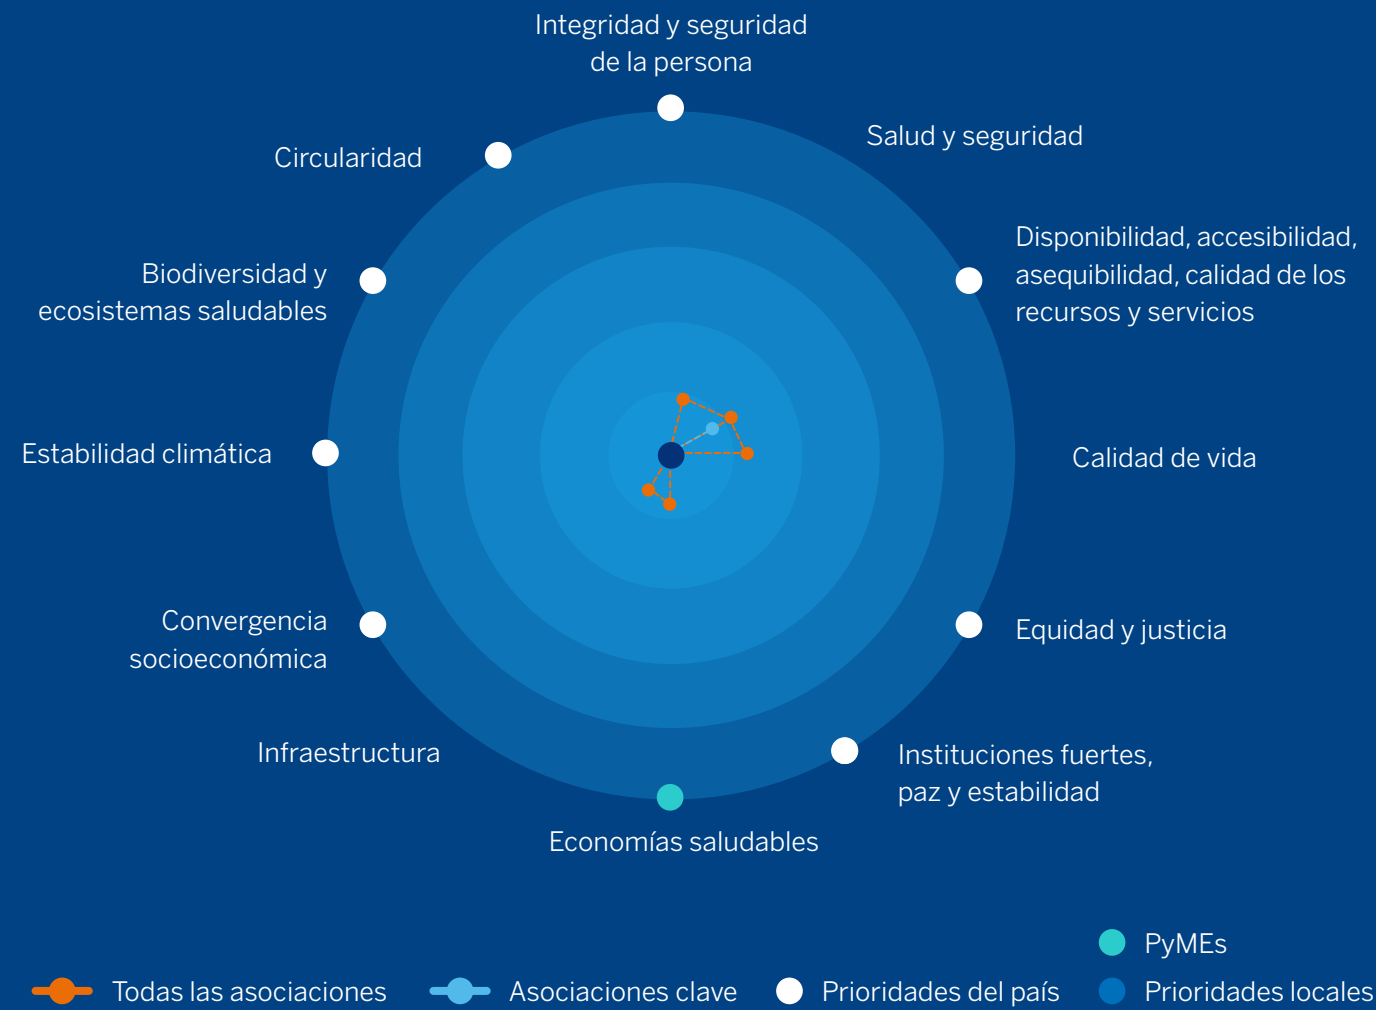 Integridad y seguridad
de la persona
Salud y seguridad
Circularidad
Disponibilidad, accesibilidad,
asequibilidad, calidad de los
recursos y servicios
Biodiversidad y
ecosistemas saludables
Estabilidad climática
Calidad de vida
Convergencia
socioeconómica
Equidad y justicia
Infraestructura
Instituciones fuertes,
paz y estabilidad
Economías saludables
PyMEs
Todas las asociaciones
Asociaciones clave
Prioridades del país
Prioridades locales